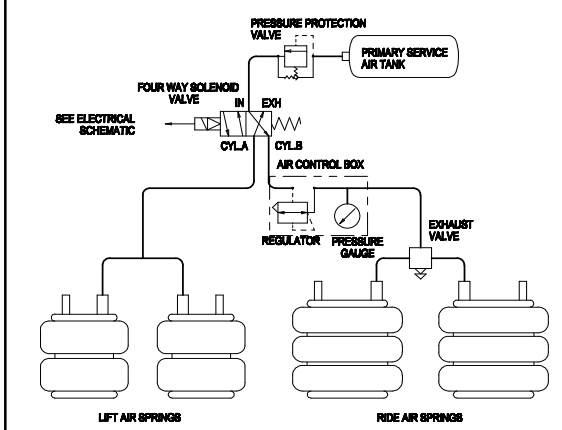 PRESSURE PROTECTION
VALVE
PRIMARY SERVICE
AIR TANK
FOUR WAY SOLENOID
VALVE
IN EXH
SEE ELECTRICAL
SCHEMATIC
CYL.A CYL.B
AIR CONTROL BOX
REGULATOR
PRESSURE
GAUGE
EXHAUST
VALVE
LIFT AIR SPRINGS
RIDE AIR SPRINGS